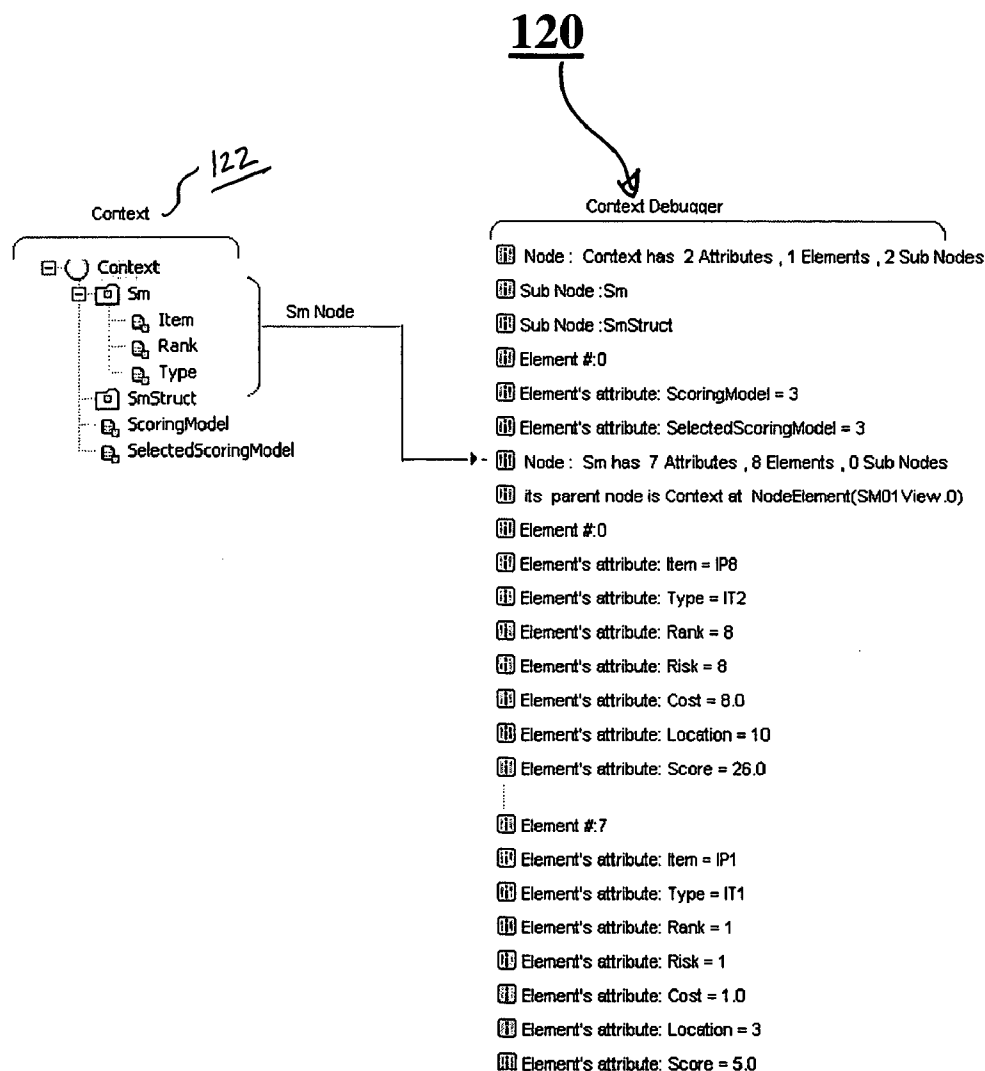 120
122
Context
Context
Sm
Item
Rank
Type
SmStruct
ScoringModel
SelectedScoringModel
Sm Node
Context Debugger
Node : Context has 2 Attributes , 1 Elements , 2 Sub Nodes
Sub Node :Sm
Sub Node :SmStruct
Element #:0
Element's attribute: ScoringModel = 3
Element's attribute: SelectedScoringModel = 3
Node : Sm has 7 Attributes , 8 Elements , 0 Sub Nodes
its parent node is Context at NodeElement(SM01View.0)
Element #:0
Element's attribute: Item = IP8
Element's attribute: Type = IT2
Element's attribute: Rank = 8
Element's attribute: Risk = 8
Element's attribute: Cost = 8.0
Element's attribute: Location = 10
Element's attribute: Score = 26.0
Element #:7
Element's attribute: Item = IP1
Element's attribute: Type = IT1
Element's attribute: Rank = 1
Element's attribute: Risk = 1
Element's attribute: Cost = 1.0
Element's attribute: Location = 3
Element's attribute: Score = 5.0